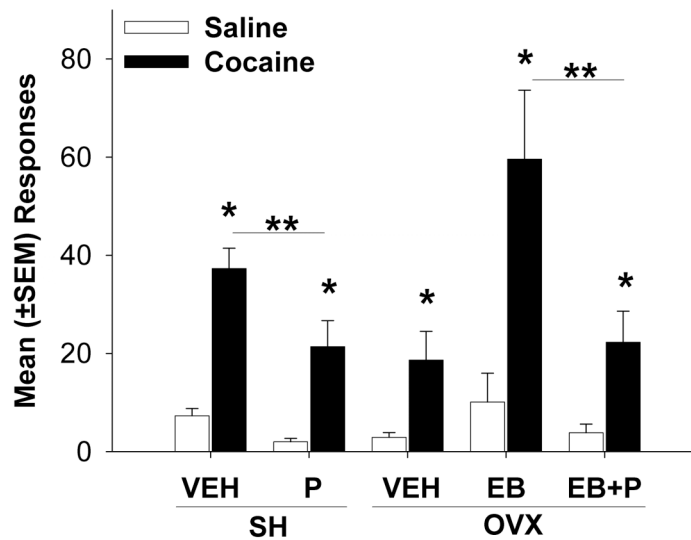 Saline
Cocaine
Mean (±SEM) Responses
80
60
40
20
0
*
**
*
*
*
**
*
VEH P VEH EB EB+P
SH OVX